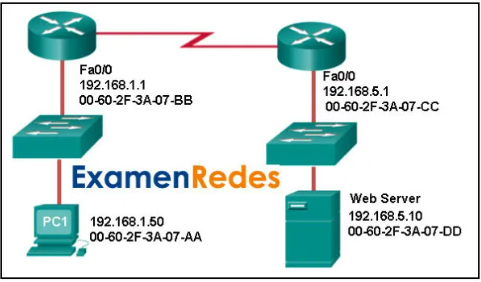 Fa0/0
192.168.1.1
00-60-2F-3A-07-BB
Fa0/0
192.168.5.1
00-60-2F-3A-07-CC
ExamenRedes
PC1
192.168.1.50
00-60-2F-3A-07-AA
Web Server
192.168.5.10
00-60-2F-3A-07-DD